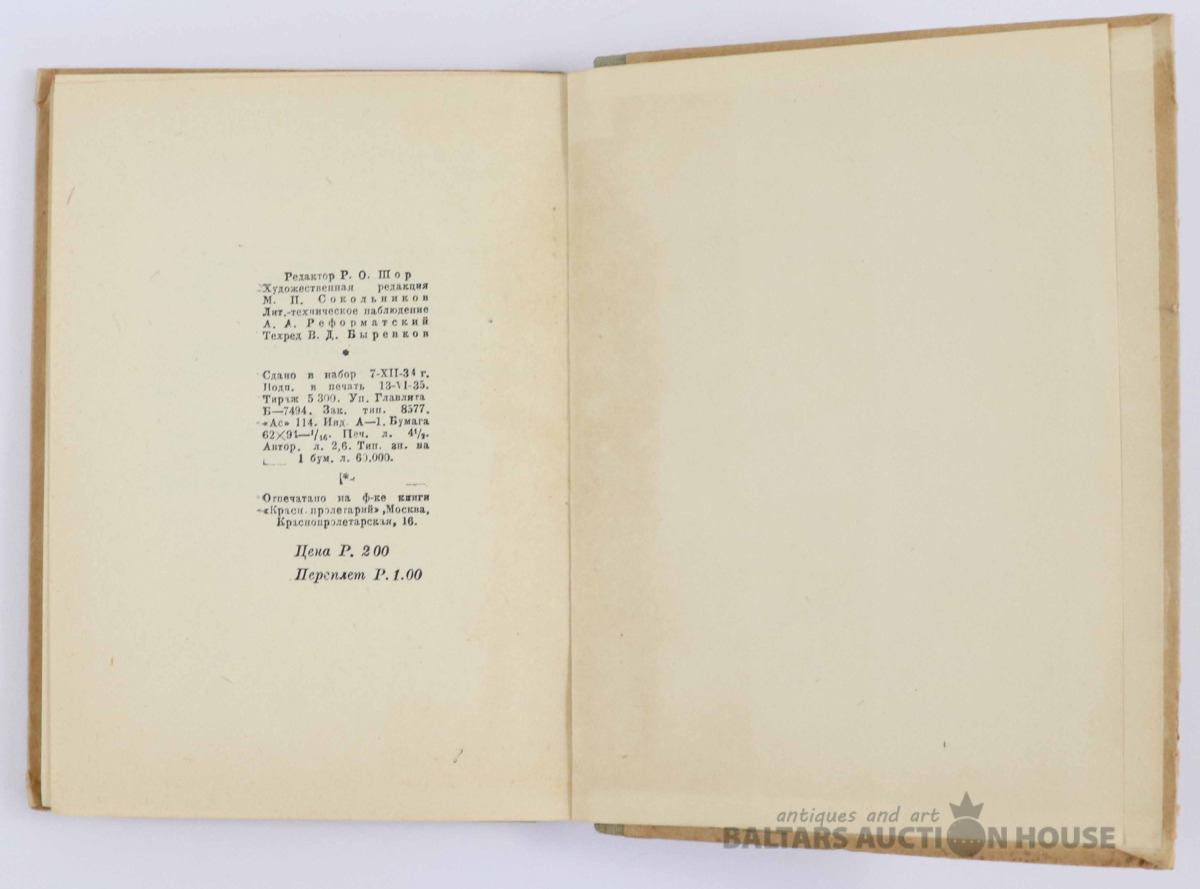 Редактор Р. О. Шор
Художественная редакция
М. П. Сокольников
Лит.-техническое наблюдение
А. А. Реформатский
Техред В. Д. Быренков
*
Сдано в набор 7-XII-34 г.
Подп. в печать 13-VI-35.
Тираж 5 300. Уп. Главлита
Б—7494. Зак. тип. 8577.
«Ас» 114. Инд. А—1. Бумага
62×94—1/16. Печ. л. 4½.
Автор. л. 2,6. Тип. зн. на
1 бум. л. 60.000.
*
Отпечатано на ф-ке книги
«Красн. пролетарий», Москва,
Краснопролетарская, 16.
Цена Р. 2 00
Переплет Р. 1.00
antiques and art
BALTARS AUCTION HOUSE